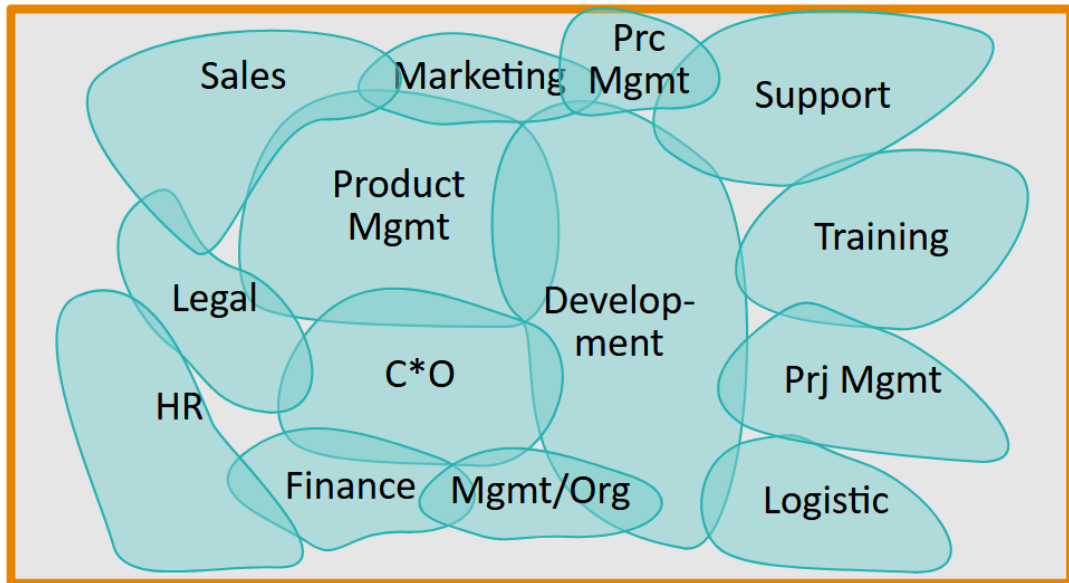 Sales
Marketing
Prc
Mgmt
Support
Product
Mgmt
Training
Legal
Develop-
ment
C*O
Prj Mgmt
HR
Finance
Mgmt/Org
Logistic